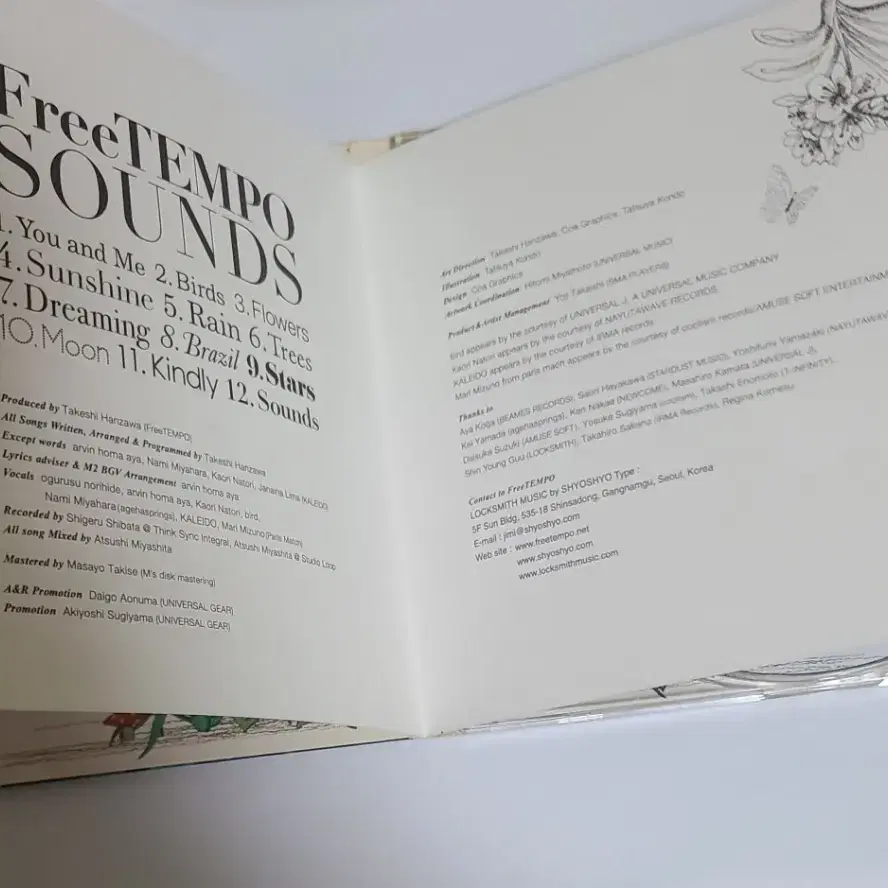 FreeTEMPO
SOUNDS
1.You and Me 2.Birds 3.Flowers
4.Sunshine 5.Rain 6.Trees
7.Dreaming 8.Brazil 9.Stars
10.Moon 11.Kindly 12.Sounds
Produced by Takeshi Hanzawa (FreeTEMPO)
All Songs Written, Arranged & Programmed by Takeshi Hanzawa
Except words arvin homa aya, Nami Miyahara, Kaori Natori, Janaina Lima (KALEIDO)
Lyrics adviser & M2 BGV Arrangement arvin homa aya
Vocals ogurusu norihide, arvin homa aya, Kaori Natori, bird,
Nami Miyahara (agehasprings), KALEIDO, Mari Mizuno (Paris Match)
Recorded by Shigeru Shibata @ Think Sync Integral, Atsushi Miyashita @ Studio Loop
All song Mixed by Atsushi Miyashita
Mastered by Masayo Takise (M's disk mastering)
A&R Promotion Daigo Aonuma (UNIVERSAL GEAR)
Promotion Akiyoshi Sugiyama (UNIVERSAL GEAR)
Art Direction Takeshi Hanzawa, Coa Graphics, Tatsuya Kondo
Illustration Tatsuya Kondo
Design Coa Graphics
Artwork Coordination Hitomi Miyamoto (UNIVERSAL MUSIC)
Product & Artist Management Yoji Takeshi (SMA PLAYERS)
bird appears by the courtesy of UNIVERSAL J, A UNIVERSAL MUSIC COMPANY
Kaori Natori appears by the courtesy of NAYUTAWAVE RECORDS
KALEIDO appears by the courtesy of IRMA records
Mari Mizuno from paris mach appears by the courtesy of cooltem records/AMUSE SOFT
Thanks to
Aya Koga (BEAMES RECORDS), Saori Hayakawa (STARDUST MUSIC), Yoshifumi Yamazaki (NAYUTAWAVE
Kei Yamada (agehasprings), Ken Nakae (NEWCOME), Masahiro Kamata (UNIVERSAL J),
Daisuke Suzuki (AMUSE SOFT), Yosuke Sugiyama (cooltem), Takashi Enomoto (T-INFINITY),
Shin Young Guu (LOCKSMITH), Takahiro (IRMA Records), Regina
Contact to FreeTEMPO
LOCKSMITH MUSIC by SHYOSHYO Type :
5F Sun Bldg, 535-18 Shinsadong, Gangnamgu, Seoul, Korea
E-mail : jimi@shyoshyo.com
Web site : www.freetempo.net
www.shyoshyo.com
www.locksmithmusic.com